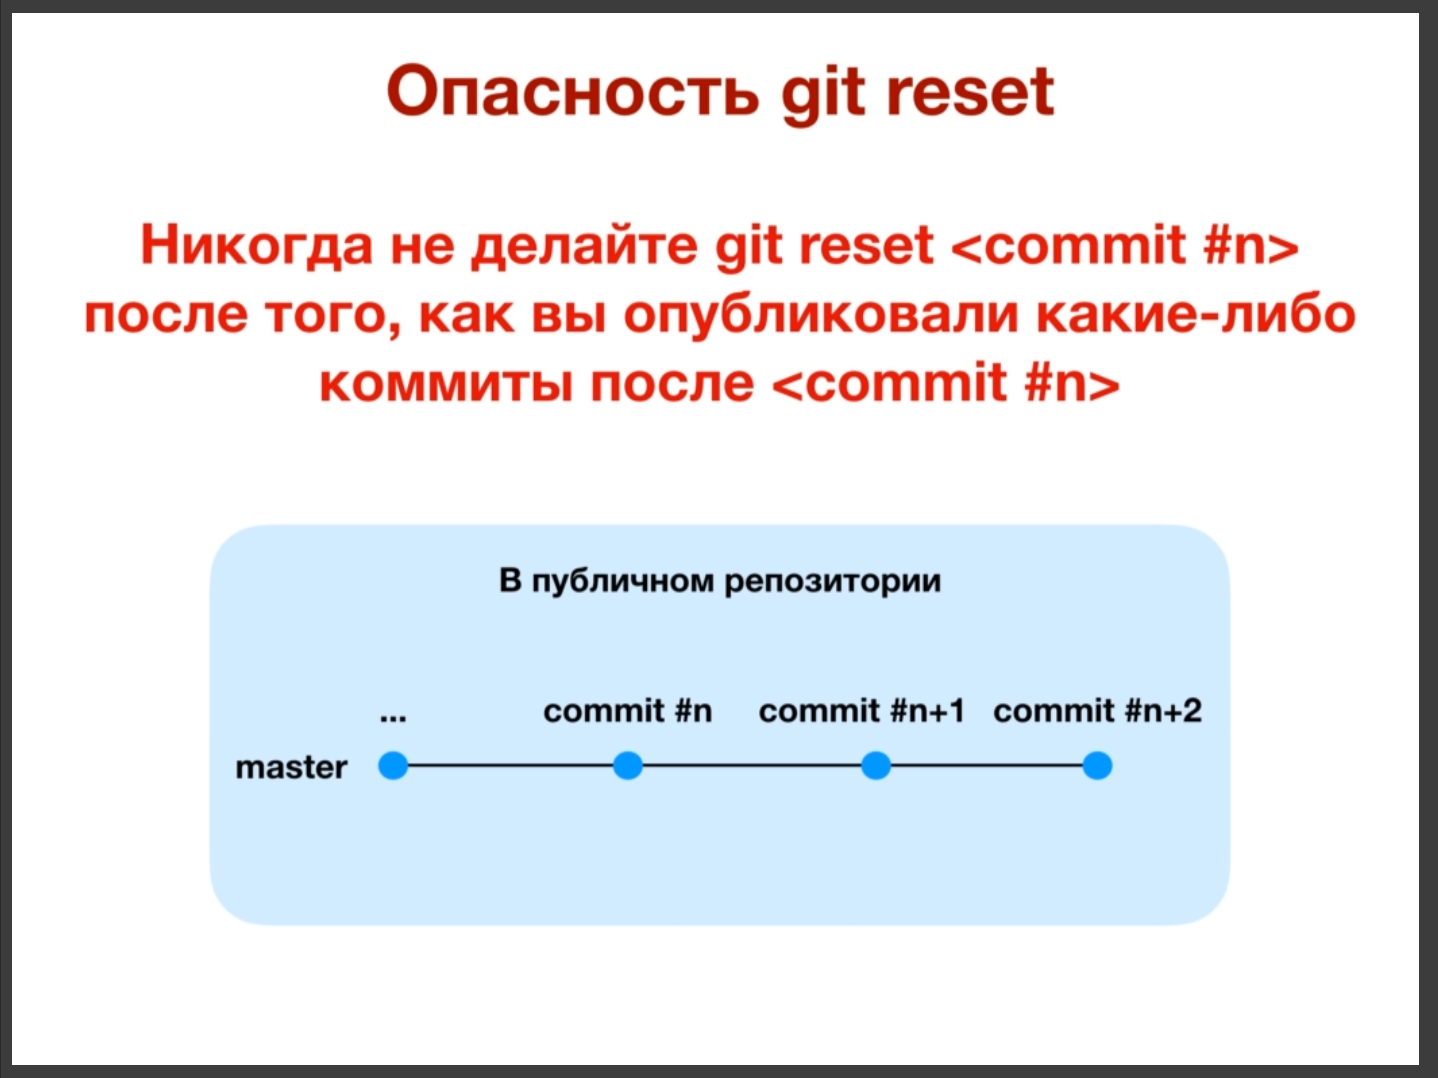 Опасность git reset
Никогда не делайте git reset <commit #n>
после того, как вы опубликовали какие-либо
коммиты после <commit #n>
В публичном репозитории
... commit #n commit #n+1 commit #n+2
master